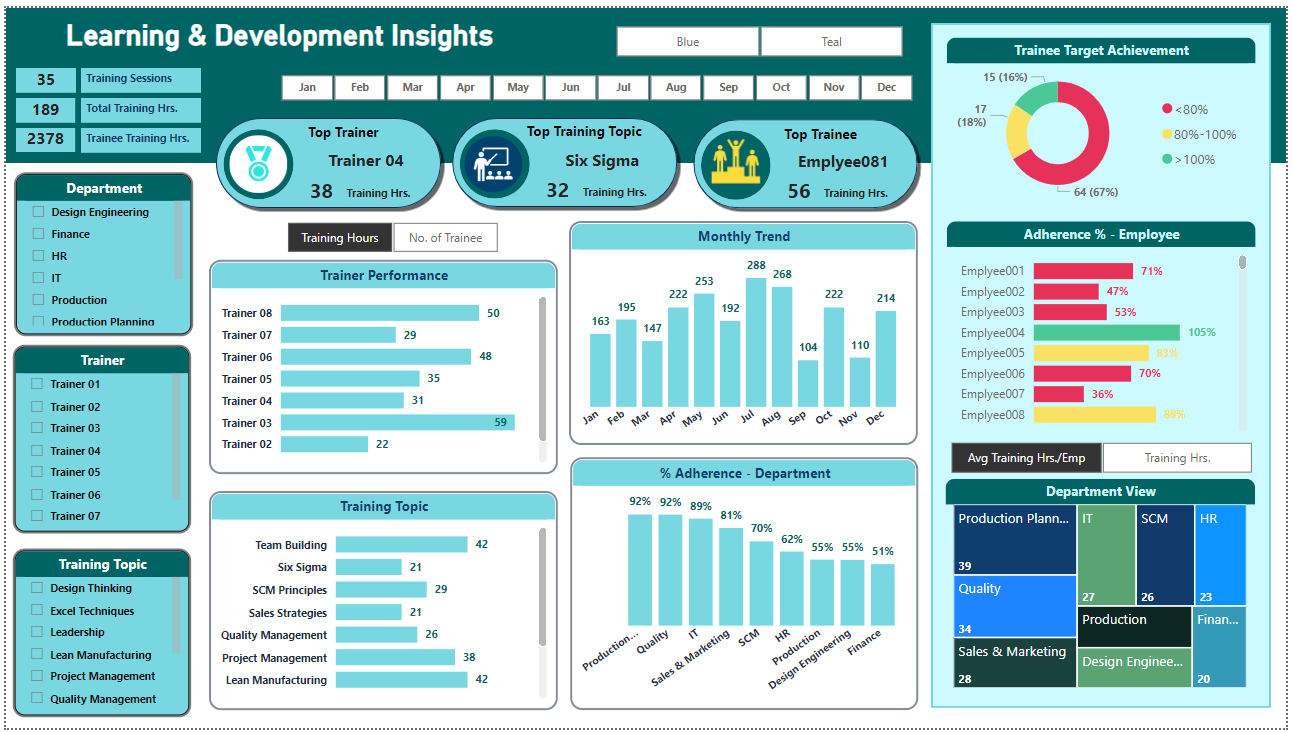 Learning & Development Insights
Blue
Teal
35
Training Sessions
189
Total Training Hrs.
2378
Trainee Training Hrs.
Jan
Feb
Mar
Apr
May
Jun
Jul
Aug
Sep
Oct
Nov
Dec
Top Trainer
Trainer 04
38 Training Hrs.
Top Training Topic
Six Sigma
32 Training Hrs.
Top Trainee
Emplyee081
56 Training Hrs.
Department
Design Engineering
Finance
HR
IT
Production
Production Planning
Trainer
Trainer 01
Trainer 02
Trainer 03
Trainer 04
Trainer 05
Trainer 06
Trainer 07
Training Topic
Design Thinking
Excel Techniques
Leadership
Lean Manufacturing
Project Management
Quality Management
Training Hours
No. of Trainee
Trainer Performance
Trainer 08 50
Trainer 07 29
Trainer 06 48
Trainer 05 35
Trainer 04 31
Trainer 03 59
Trainer 02 22
Training Topic
Team Building 42
Six Sigma 21
SCM Principles 29
Sales Strategies 21
Quality Management 26
Project Management 38
Lean Manufacturing 42
Monthly Trend
163
195
147
222
253
192
288
268
104
222
110
214
Jan
Feb
Mar
Apr
May
Jun
Jul
Aug
Sep
Oct
Nov
Dec
% Adherence - Department
92%
92%
89%
81%
70%
62%
55%
55%
51%
Production...
Quality
IT
Sales & Marketing
SCM
HR
Production
Design Engineering
Finance
Trainee Target Achievement
15 (16%)
17
(18%)
64 (67%)
<80%
80%-100%
>100%
Adherence % - Employee
Emplyee001 71%
Emplyee002 47%
Emplyee003 53%
Emplyee004 105%
Emplyee005 83%
Emplyee006 70%
Emplyee007 36%
Emplyee008 88%
Avg Training Hrs./Emp
Training Hrs.
Department View
Production Plann...
39
Quality
34
Sales & Marketing
28
IT
27
SCM
26
HR
23
Production
Design Enginee...
Finan...
20